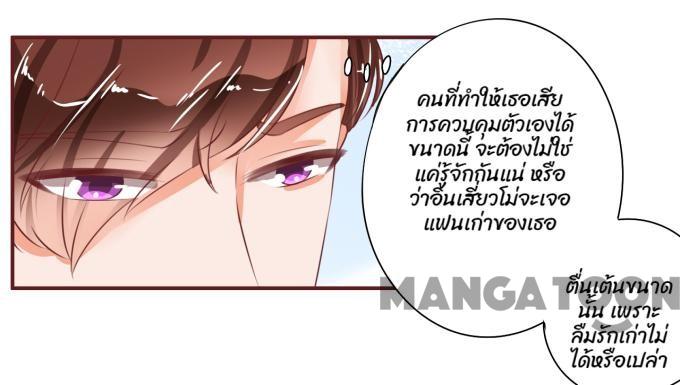 คนที่ทำให้เธอเสีย
การควบคุมตัวเองได้
ขนาดนี้ จะต้องไม่ใช่
แค่รู้จักกันแน่ หรือ
ว่าอิ๋นเสี่ยวโม่จะเจอ
แฟนเก่าของเธอ
ตื่นเต้นขนาด
นั้น เพราะ
ลืมรักเก่าไม่
ได้หรือเปล่า
MANGATOON